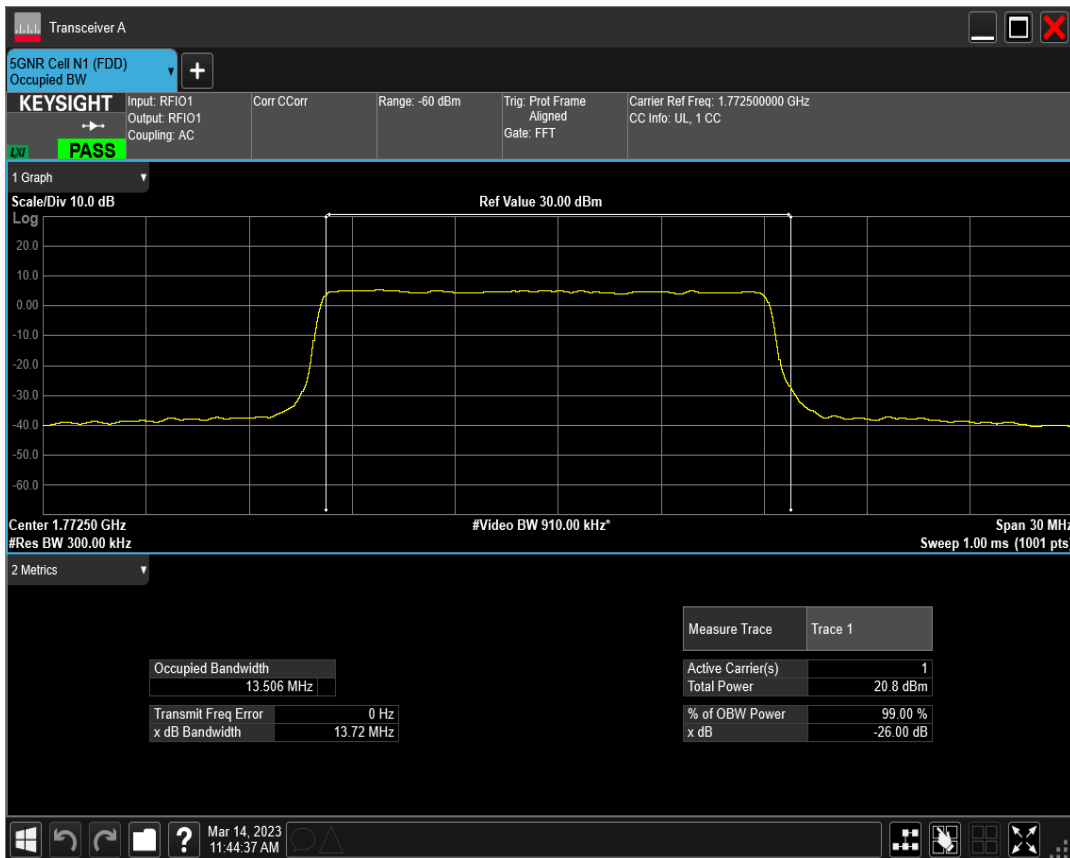 Transceiver A
5GNR Cell N1 (FDD)
Occupied BW
+
KEYSIGHT
LXI
PASS
Input: RFIO1
Output: RFIO1
Coupling: AC
Corr CCorr
Range: -60 dBm
Trig: Prot Frame
Aligned
Gate: FFT
Carrier Ref Freq: 1.772500000 GHz
CC Info: UL, 1 CC
1 Graph
Scale/Div 10.0 dB
Ref Value 30.00 dBm
Log
20.0
10.0
0.00
-10.0
-20.0
-30.0
-40.0
-50.0
-60.0
Center 1.77250 GHz
#Video BW 910.00 kHz*
Span 30 MHz
#Res BW 300.00 kHz
Sweep 1.00 ms (1001 pts)
2 Metrics
Measure Trace Trace 1
Occupied Bandwidth
13.506 MHz
Active Carrier(s) 1
Total Power 20.8 dBm
Transmit Freq Error 0 Hz
x dB Bandwidth 13.72 MHz
% of OBW Power 99.00 %
x dB -26.00 dB
?
Mar 14, 2023
11:44:37 AM